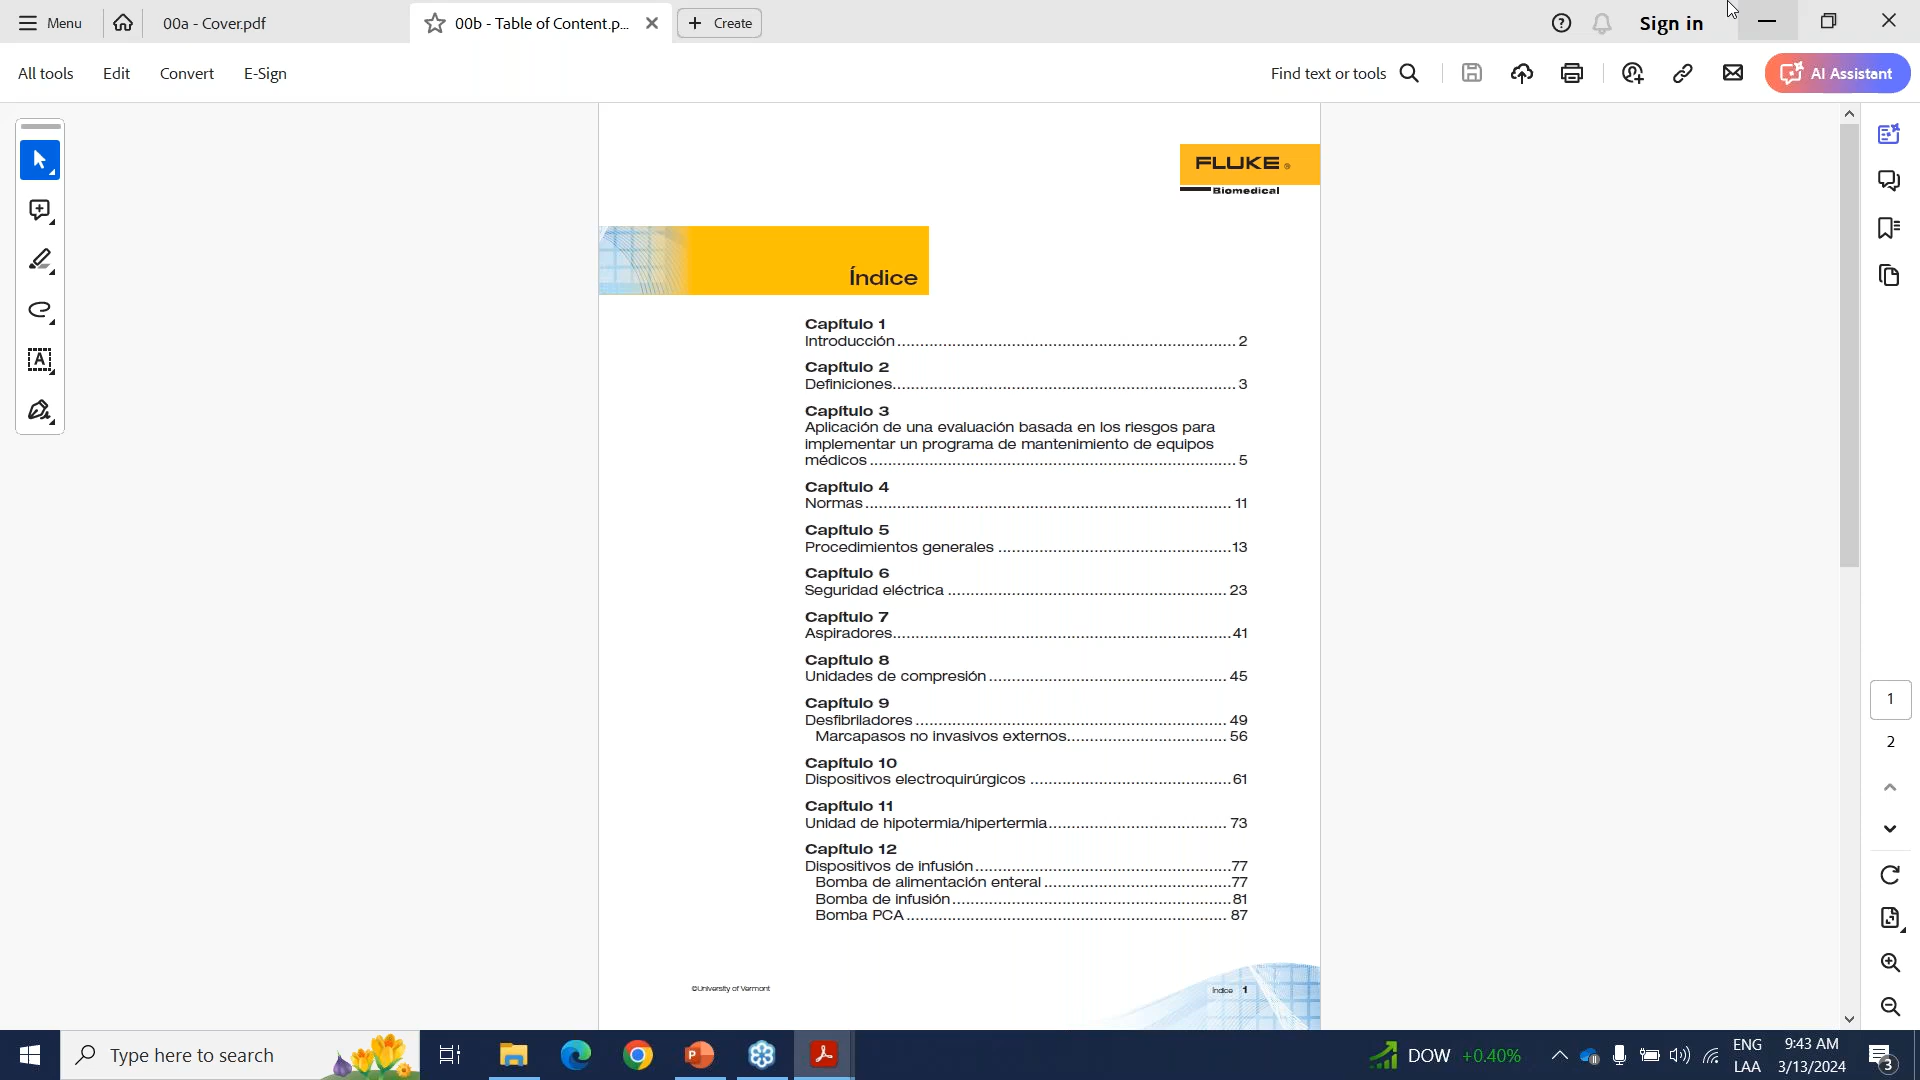 Menu
00a - Cover.pdf
00b - Table of Content.p...
Create
Sign in
All tools
Edit
Convert
E-Sign
Find text or tools
AI Assistant
FLUKE ®
Biomedical
Índice
Capítulo 1
Introducción 2
Capítulo 2
Definiciones 3
Capítulo 3
Aplicación de una evaluación basada en los riesgos para
implementar un programa de mantenimiento de equipos
médicos 5
Capítulo 4
Normas 11
Capítulo 5
Procedimientos generales 13
Capítulo 6
Seguridad eléctrica 23
Capítulo 7
Aspiradores 41
Capítulo 8
Unidades de compresión 45
Capítulo 9
Desfibriladores 49
Marcapasos no invasivos externos 56
Capítulo 10
Dispositivos electroquirúrgicos 61
Capítulo 11
Unidad de hipotermia/hipertermia 73
Capítulo 12
Dispositivos de infusión 77
Bomba de alimentación enteral 77
Bomba de infusión 81
Bomba PCA 87
©University of Vermont
Índice 1
1
2
Type here to search
DOW +0.40%
ENG
LAA
9:43 AM
3/13/2024
3